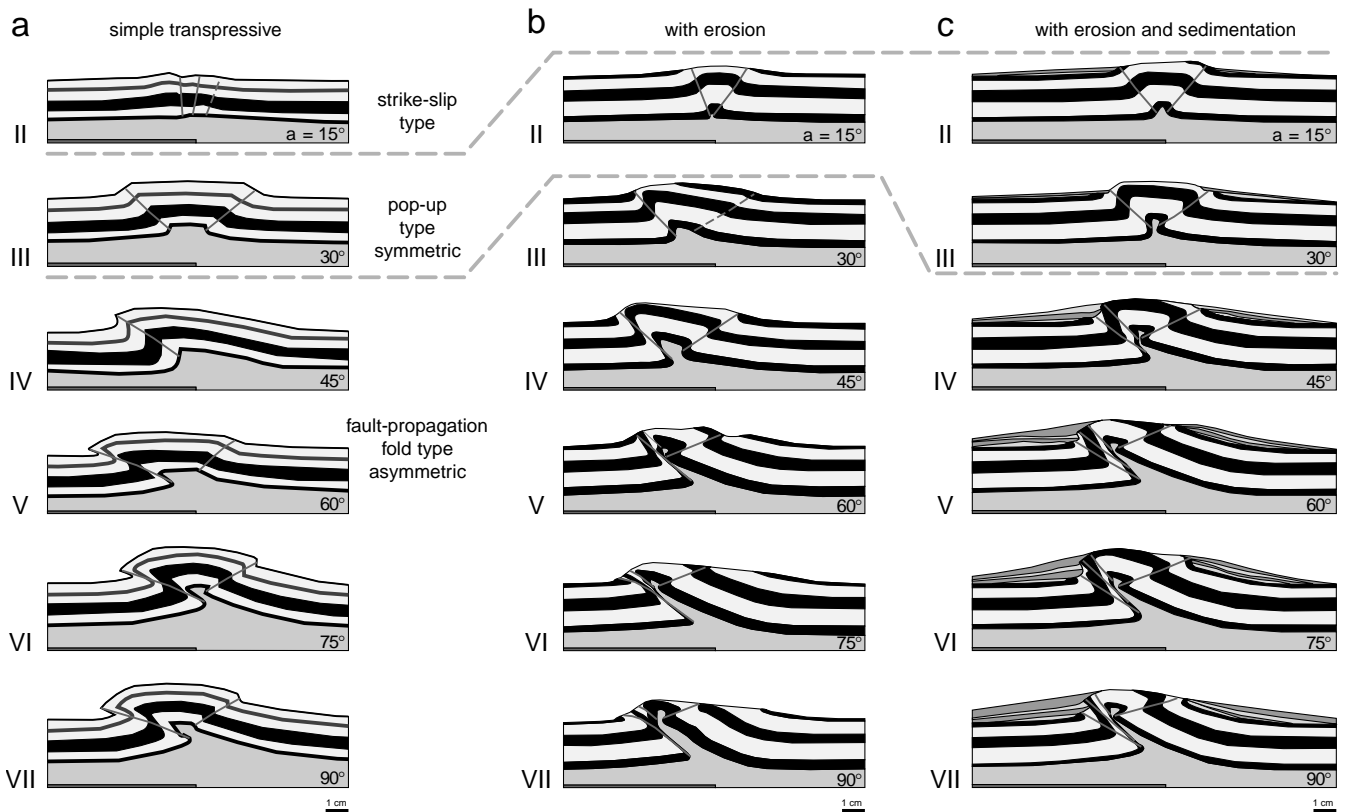 a
simple transpressive
b
with erosion
c
with erosion and sedimentation
II
a = 15°
strike-slip
type
II
a = 15°
II
a = 15°
III
30°
pop-up
type
symmetric
III
30°
III
30°
IV
45°
IV
45°
IV
45°
V
60°
fault-propagation
fold type
asymmetric
V
60°
V
60°
VI
75°
VI
75°
VI
75°
VII
90°
VII
90°
VII
90°
1 cm
1 cm
1 cm